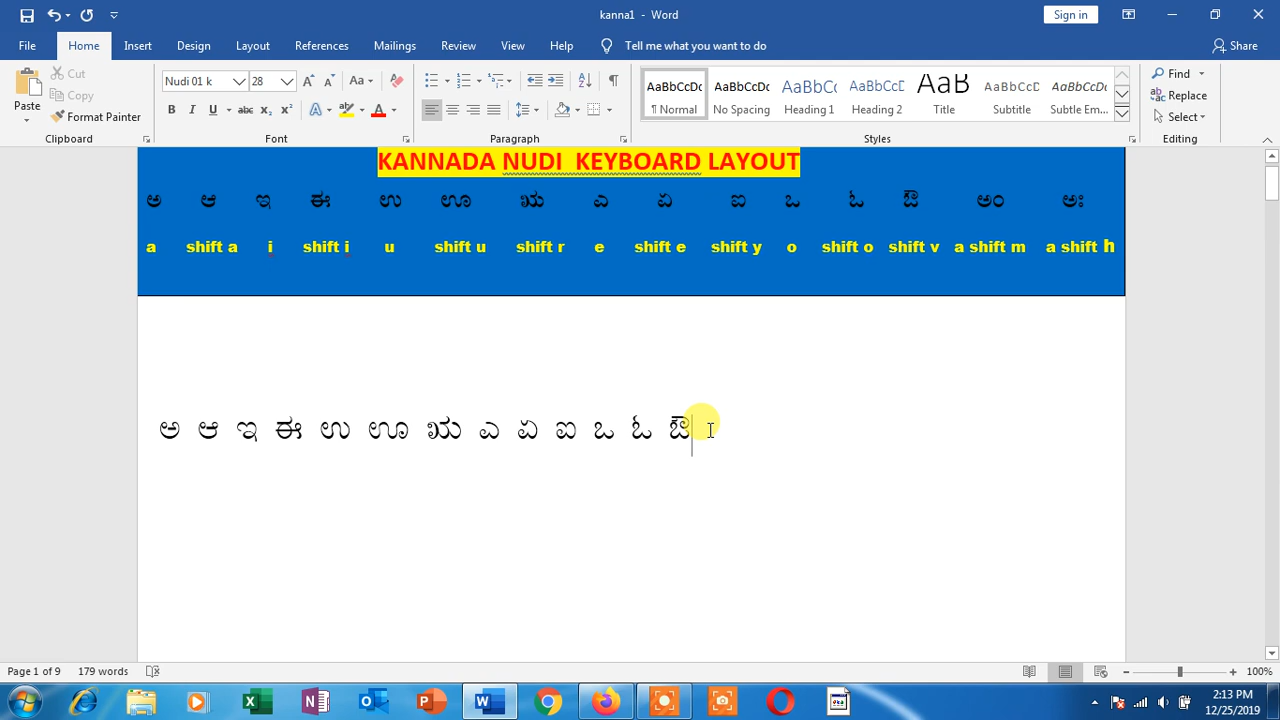 kanna1 - Word
Sign in
File Home Insert Design Layout References Mailings Review View Help Tell me what you want to do Share
Paste Cut Copy Format Painter
Nudi 01 k 28
AaBbCcDc AaBbCcDc AaBbCc AaBbCcD AaB AaBbCcD AaBbCcDc
¶ Normal No Spacing Heading 1 Heading 2 Title Subtitle Subtle Em...
Find Replace Select
Clipboard Font Paragraph Styles Editing
KANNADA NUDI KEYBOARD LAYOUT
ಅ ಆ ಇ ಈ ಉ ಊ ಋ ಎ ಏ ಐ ಒ ಓ ಔ ಅಂ ಅಃ
a shift a i shift i u shift u shift r e shift e shift y o shift o shift v a shift m a shift h
ಅ ಆ ಇ ಈ ಉ ಊ ಋ ಎ ಏ ಐ ಒ ಓ ಔ
Page 1 of 9 179 words 100%
2:13 PM
12/25/2019